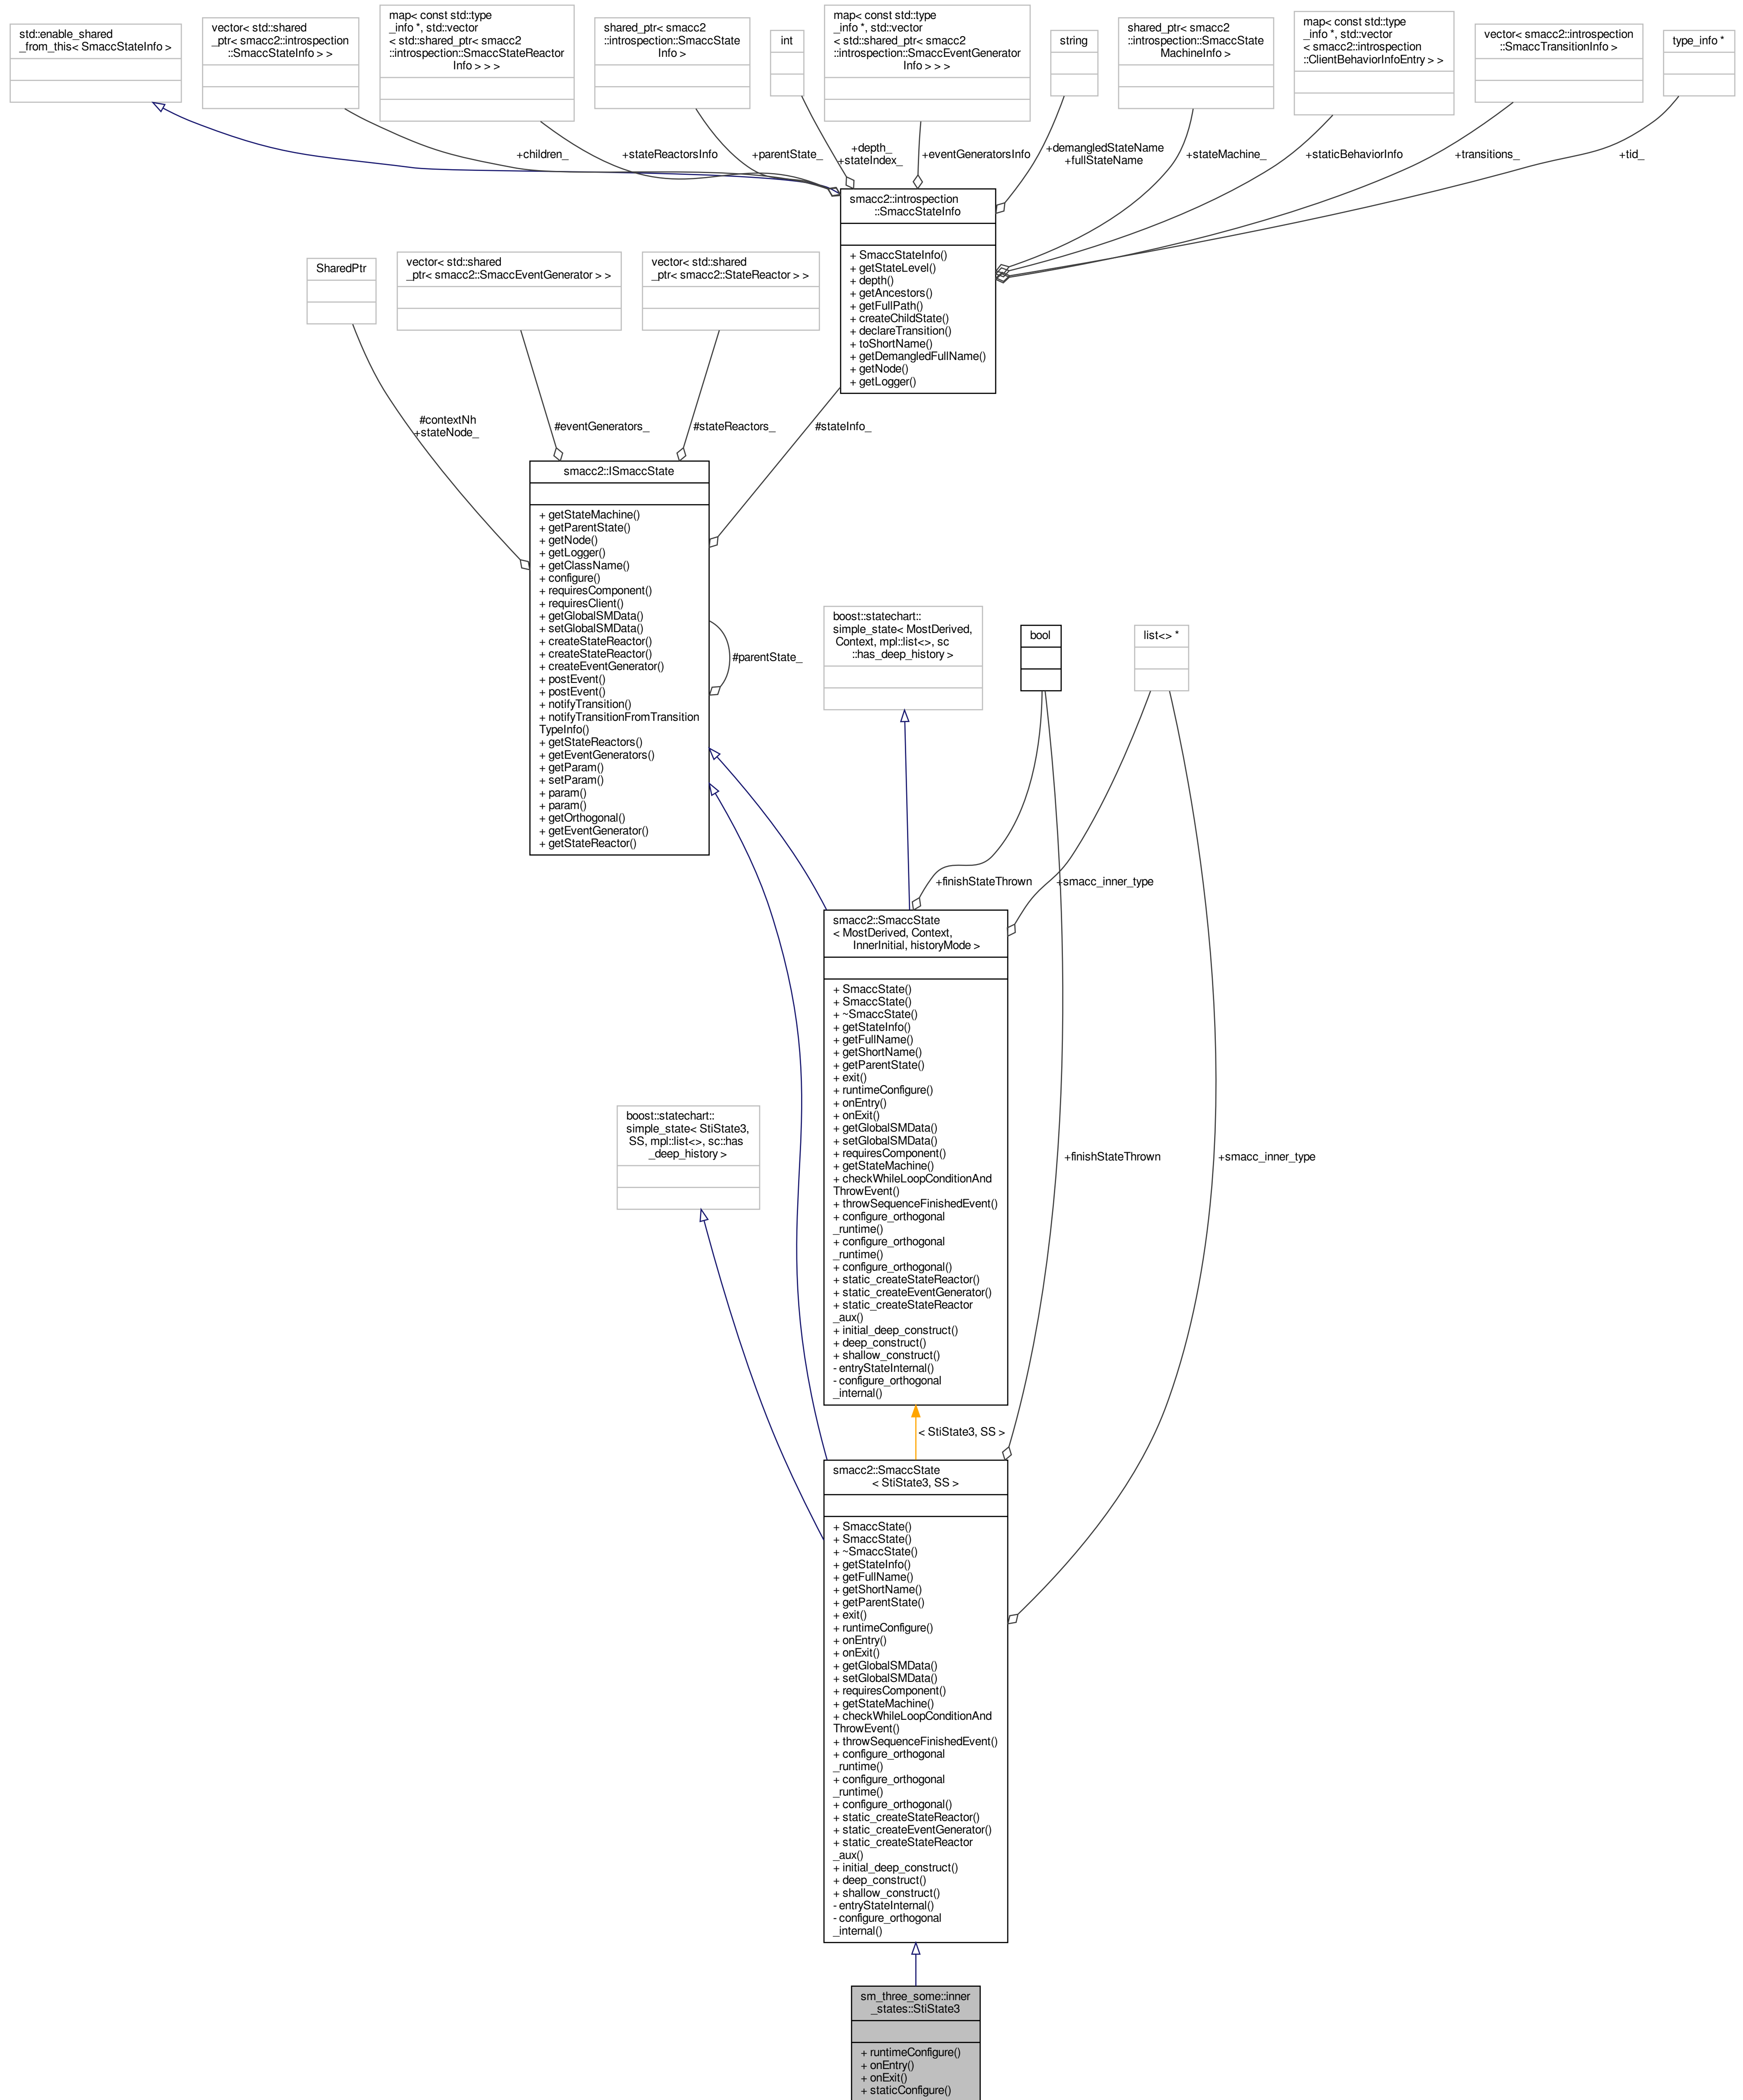 std::enable_shared
_from_this< SmaccStateInfo >
vector< std::shared
_ptr< smacc2::introspection
::SmaccStateInfo > >
map< const std::type
_info *, std::vector
< std::shared_ptr< smacc2
::introspection::SmaccStateReactor
Info > > >
shared_ptr< smacc2
::introspection::SmaccState
Info >
int
map< const std::type
_info *, std::vector
< std::shared_ptr< smacc2
::introspection::SmaccEventGenerator
Info > > >
string
shared_ptr< smacc2
::introspection::SmaccState
MachineInfo >
map< const std::type
_info *, std::vector
< smacc2::introspection
::ClientBehaviorInfoEntry > >
vector< smacc2::introspection
::SmaccTransitionInfo >
type_info *
+children_
+stateReactorsInfo
+parentState_
+depth_
+stateIndex_
+eventGeneratorsInfo
+demangledStateName
+fullStateName
+stateMachine_
+staticBehaviorInfo
+transitions_
+tid_
smacc2::introspection
::SmaccStateInfo
+ SmaccStateInfo()
+ getStateLevel()
+ depth()
+ getAncestors()
+ getFullPath()
+ createChildState()
+ declareTransition()
+ toShortName()
+ getDemangledFullName()
+ getNode()
+ getLogger()
SharedPtr
vector< std::shared
_ptr< smacc2::SmaccEventGenerator > >
vector< std::shared
_ptr< smacc2::StateReactor > >
#contextNh
+stateNode_
#eventGenerators_
#stateReactors_
#stateInfo_
smacc2::ISmaccState
+ getStateMachine()
+ getParentState()
+ getNode()
+ getLogger()
+ getClassName()
+ configure()
+ requiresComponent()
+ requiresClient()
+ getGlobalSMData()
+ setGlobalSMData()
+ createStateReactor()
+ createStateReactor()
+ createEventGenerator()
+ postEvent()
+ postEvent()
+ notifyTransition()
+ notifyTransitionFromTransition
TypeInfo()
+ getStateReactors()
+ getEventGenerators()
+ getParam()
+ setParam()
+ param()
+ param()
+ getOrthogonal()
+ getEventGenerator()
+ getStateReactor()
#parentState_
boost::statechart::
simple_state< MostDerived,
Context, mpl::list<>, sc
::has_deep_history >
bool
list<> *
+finishStateThrown
+smacc_inner_type
smacc2::SmaccState
< MostDerived, Context,
InnerInitial, historyMode >
+ SmaccState()
+ SmaccState()
+ ~SmaccState()
+ getStateInfo()
+ getFullName()
+ getShortName()
+ getParentState()
+ exit()
+ runtimeConfigure()
+ onEntry()
+ onExit()
+ getGlobalSMData()
+ setGlobalSMData()
+ requiresComponent()
+ getStateMachine()
+ checkWhileLoopConditionAnd
ThrowEvent()
+ throwSequenceFinishedEvent()
+ configure_orthogonal
_runtime()
+ configure_orthogonal
_runtime()
+ configure_orthogonal()
+ static_createStateReactor()
+ static_createEventGenerator()
+ static_createStateReactor
_aux()
+ initial_deep_construct()
+ deep_construct()
+ shallow_construct()
- entryStateInternal()
- configure_orthogonal
_internal()
boost::statechart::
simple_state< StiState3,
SS, mpl::list<>, sc::has
_deep_history >
+finishStateThrown
+smacc_inner_type
< StiState3, SS >
smacc2::SmaccState
< StiState3, SS >
+ SmaccState()
+ SmaccState()
+ ~SmaccState()
+ getStateInfo()
+ getFullName()
+ getShortName()
+ getParentState()
+ exit()
+ runtimeConfigure()
+ onEntry()
+ onExit()
+ getGlobalSMData()
+ setGlobalSMData()
+ requiresComponent()
+ getStateMachine()
+ checkWhileLoopConditionAnd
ThrowEvent()
+ throwSequenceFinishedEvent()
+ configure_orthogonal
_runtime()
+ configure_orthogonal
_runtime()
+ configure_orthogonal()
+ static_createStateReactor()
+ static_createEventGenerator()
+ static_createStateReactor
_aux()
+ initial_deep_construct()
+ deep_construct()
+ shallow_construct()
- entryStateInternal()
- configure_orthogonal
_internal()
sm_three_some::inner
_states::StiState3
+ runtimeConfigure()
+ onEntry()
+ onExit()
+ staticConfigure()